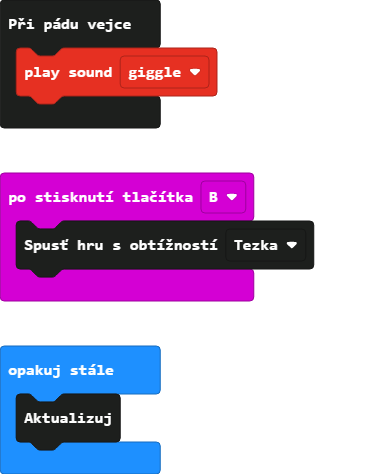 Při pádu vejce
play sound giggle
po stisknutí tlačítka B
Spusť hru s obtížností Tezka
opakuj stále
Aktualizuj